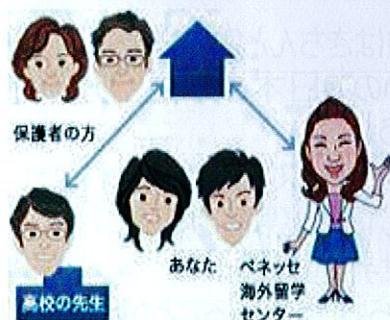 保護者の方
あなた
ベネッセ
海外留学
センター
高校の先生